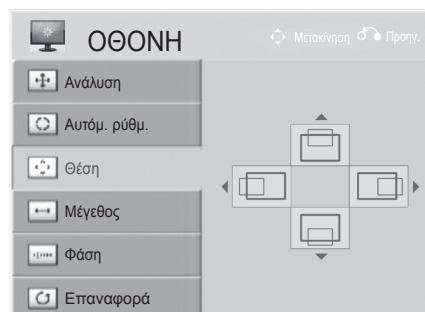 ΟΘΟΝΗ
Μετακίνηση Προηγ.
Ανάλυση
Αυτόμ. ρύθμ.
Θέση
Μέγεθος
Φάση
Επαναφορά